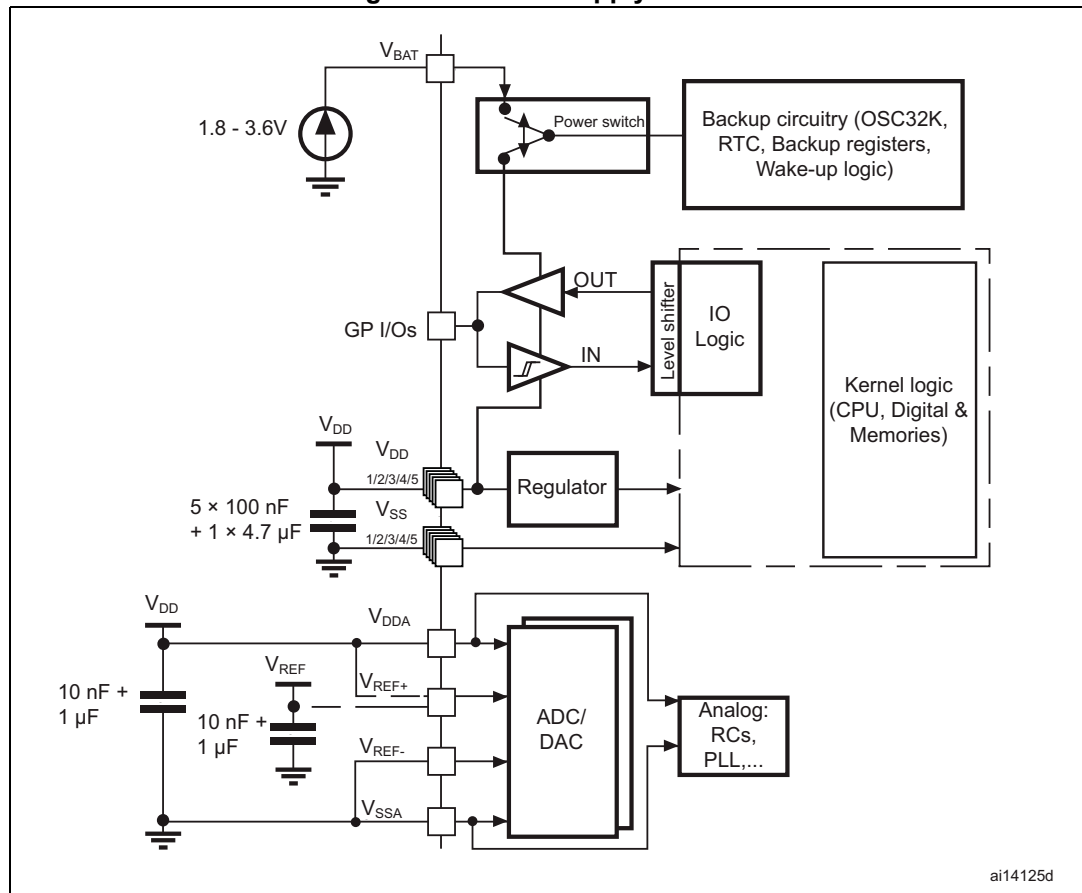 V_BAT
1.8 - 3.6V
Power switch
Backup circuitry (OSC32K,
RTC, Backup registers,
Wake-up logic)
OUT
GP I/Os
IN
Level shifter
IO
Logic
Kernel logic
(CPU, Digital &
Memories)
V_DD
V_DD
1/2/3/4/5
Regulator
5 × 100 nF
+ 1 × 4.7 µF
V_SS
1/2/3/4/5
V_DD
V_DDA
V_REF
V_REF+
10 nF +
1 µF
10 nF +
1 µF
ADC/
DAC
Analog:
RCs,
PLL,...
V_REF-
V_SSA
ai14125d